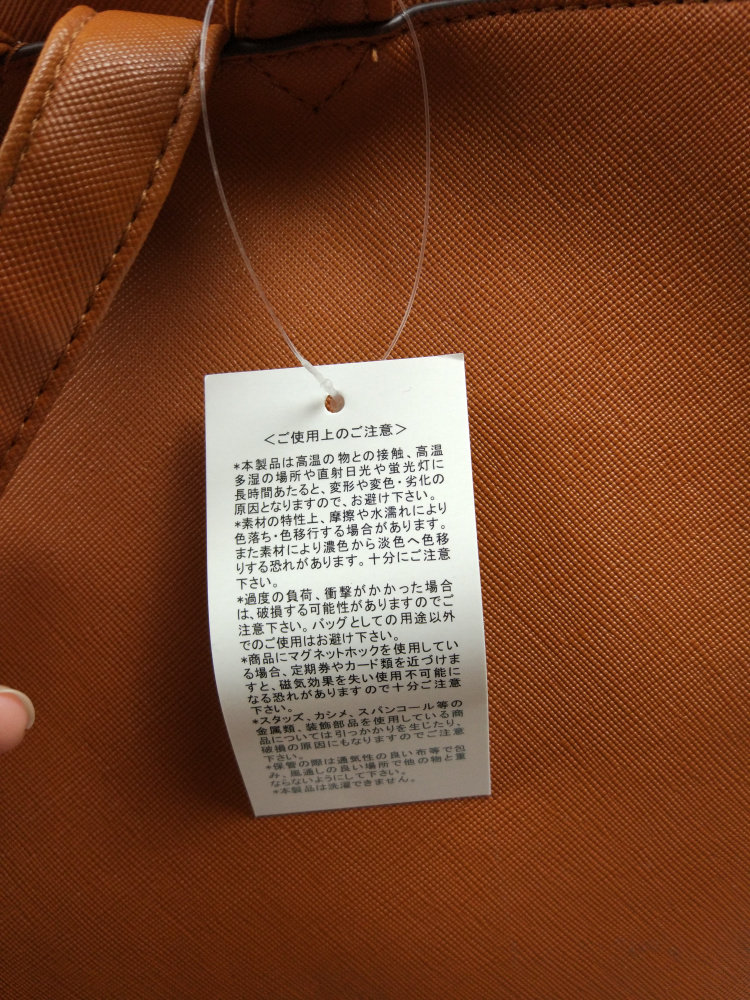 ＜ご使用上のご注意＞
*本製品は高温の物との接触、高温
多湿の場所や直射日光や蛍光灯に
長時間あたると、変形や変色・劣化の
原因となりますので、お避け下さい。
*素材の特性上、摩擦や水濡れにより
色落ち・色移行する場合があります。
また素材により濃色から淡色へ色移
りする恐れがあります。十分にご注意
下さい。
*過度の負荷、衝撃がかかった場合
は、破損する可能性がありますのでご
注意下さい。バッグとしての用途以外
でのご使用はお避け下さい。
*商品にマグネットホックを使用してい
る場合、定期券やカード類を近づけま
すと、磁気効果を失い使用不可能に
なる恐れがありますので十分ご注意
下さい。
*スタッズ、カシメ、スパンコール等の
金属類、装飾部品を使用している商
品については引っかかりを生じたり、
破損の原因にもなりますのでご注意
下さい。
*保管の際は通気性の良い布等で包
み、風通しの良い場所で他の物と重
ならないようにして下さい。
*本製品は洗濯できません。